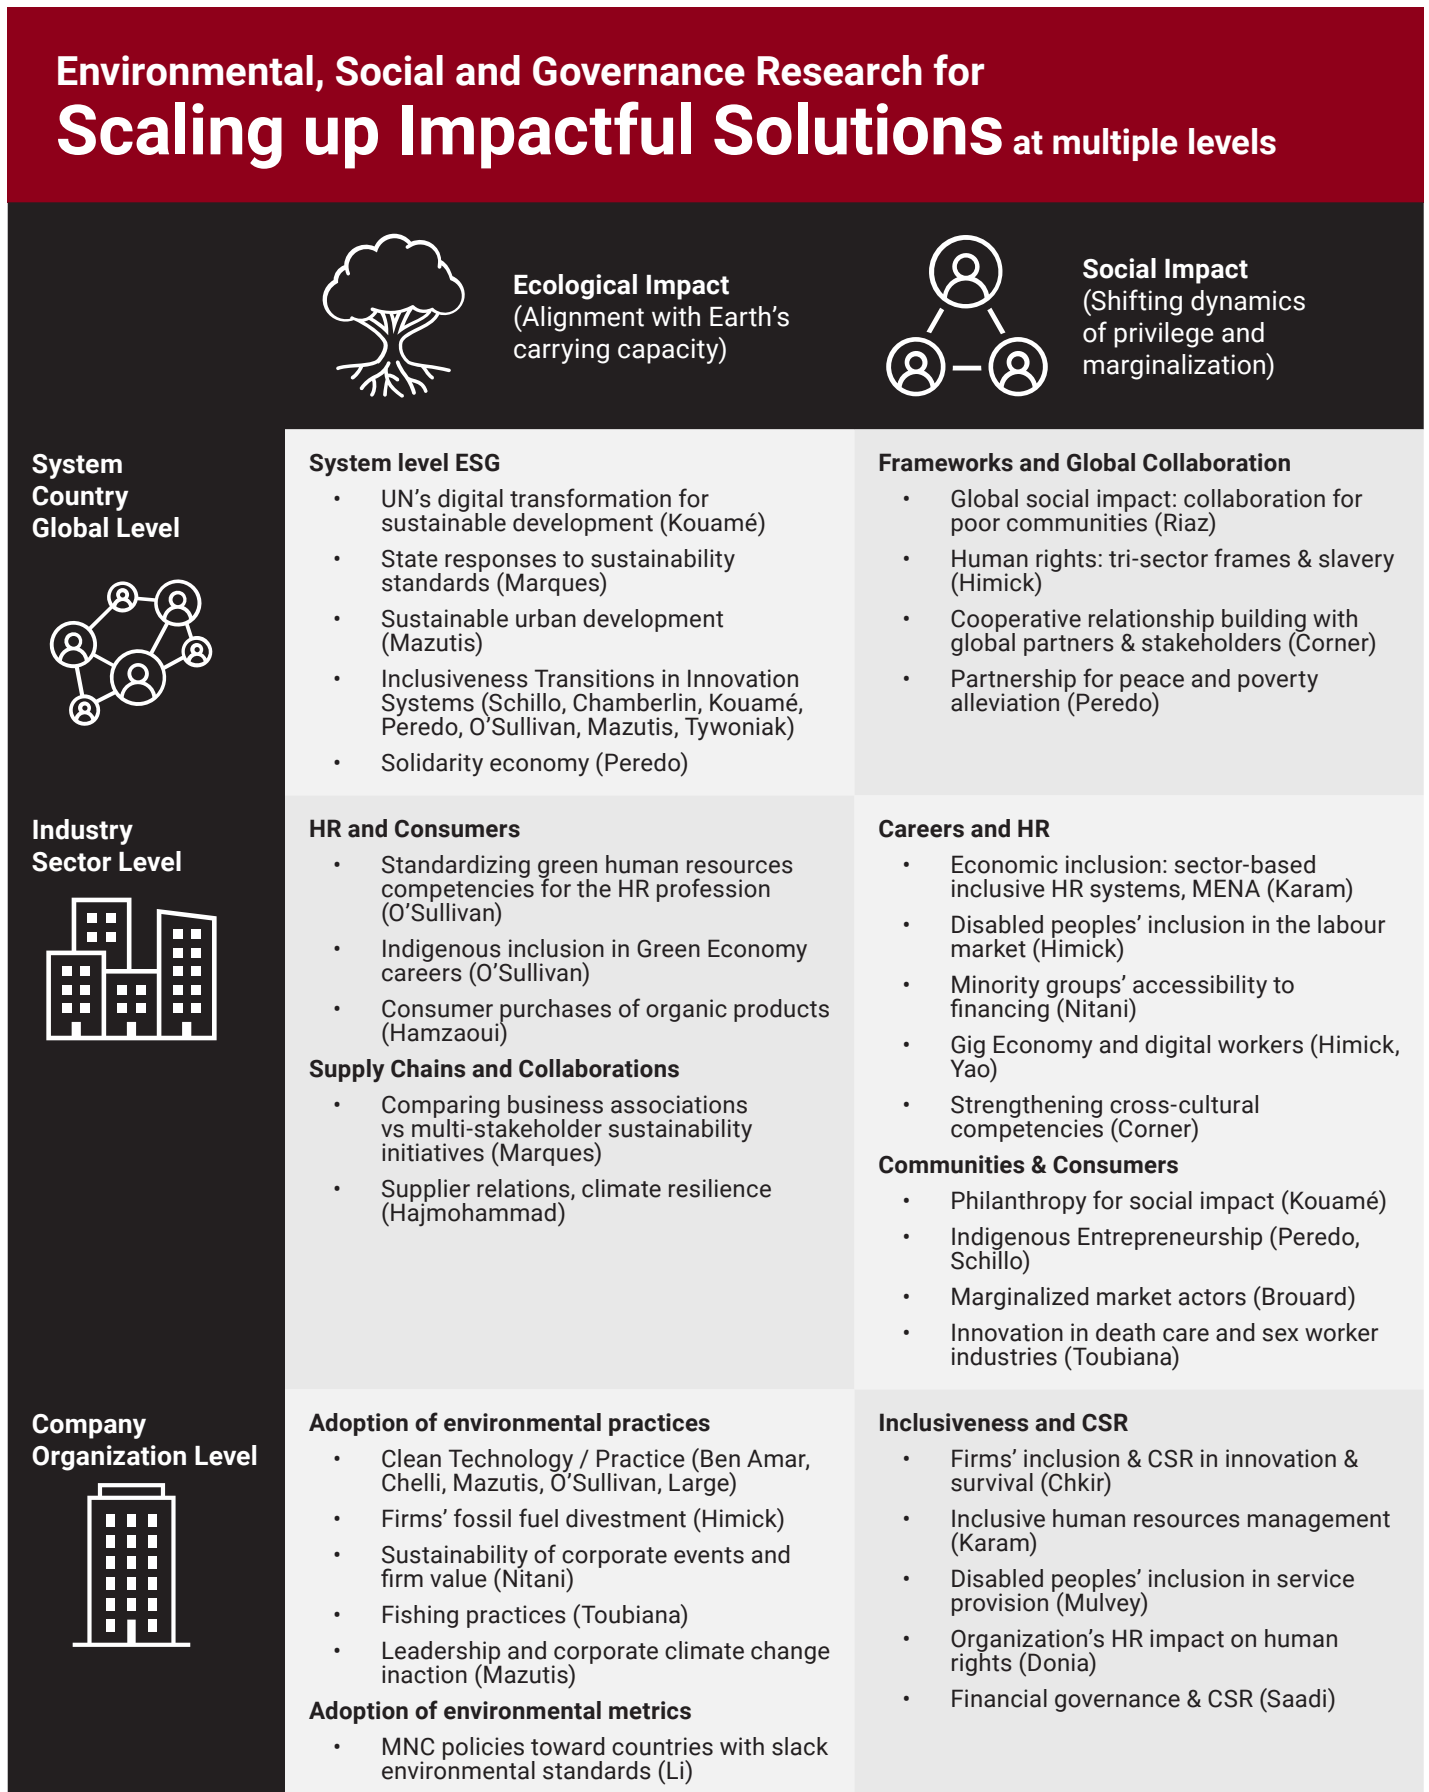 Environmental, Social and Governance Research for
Scaling up Impactful Solutions at multiple levels
Ecological Impact
(Alignment with Earth’s
carrying capacity)
Social Impact
(Shifting dynamics
of privilege and
marginalization)
System
Country
Global Level
System level ESG
• UN’s digital transformation for
sustainable development (Kouamé)
• State responses to sustainability
standards (Marques)
• Sustainable urban development
(Mazutis)
• Inclusiveness Transitions in Innovation
Systems (Schillo, Chamberlin, Kouamé,
Peredo, O’Sullivan, Mazutis, Tywoniak)
• Solidarity economy (Peredo)
Frameworks and Global Collaboration
• Global social impact: collaboration for
poor communities (Riaz)
• Human rights: tri-sector frames & slavery
(Himick)
• Cooperative relationship building with
global partners & stakeholders (Corner)
• Partnership for peace and poverty
alleviation (Peredo)
Industry
Sector Level
HR and Consumers
• Standardizing green human resources
competencies for the HR profession
(O’Sullivan)
• Indigenous inclusion in Green Economy
careers (O’Sullivan)
• Consumer purchases of organic products
(Hamzaoui)
Supply Chains and Collaborations
• Comparing business associations
vs multi-stakeholder sustainability
initiatives (Marques)
• Supplier relations, climate resilience
(Hajmohammad)
Careers and HR
• Economic inclusion: sector-based
inclusive HR systems, MENA (Karam)
• Disabled peoples’ inclusion in the labour
market (Himick)
• Minority groups’ accessibility to
financing (Nitani)
• Gig Economy and digital workers (Himick,
Yao)
• Strengthening cross-cultural
competencies (Corner)
Communities & Consumers
• Philanthropy for social impact (Kouamé)
• Indigenous Entrepreneurship (Peredo,
Schillo)
• Marginalized market actors (Brouard)
• Innovation in death care and sex worker
industries (Toubiana)
Company
Organization Level
Adoption of environmental practices
• Clean Technology / Practice (Ben Amar,
Chelli, Mazutis, O’Sullivan, Large)
• Firms’ fossil fuel divestment (Himick)
• Sustainability of corporate events and
firm value (Nitani)
• Fishing practices (Toubiana)
• Leadership and corporate climate change
inaction (Mazutis)
Adoption of environmental metrics
• MNC policies toward countries with slack
environmental standards (Li)
Inclusiveness and CSR
• Firms’ inclusion & CSR in innovation &
survival (Chkir)
• Inclusive human resources management
(Karam)
• Disabled peoples’ inclusion in service
provision (Mulvey)
• Organization’s HR impact on human
rights (Donia)
• Financial governance & CSR (Saadi)